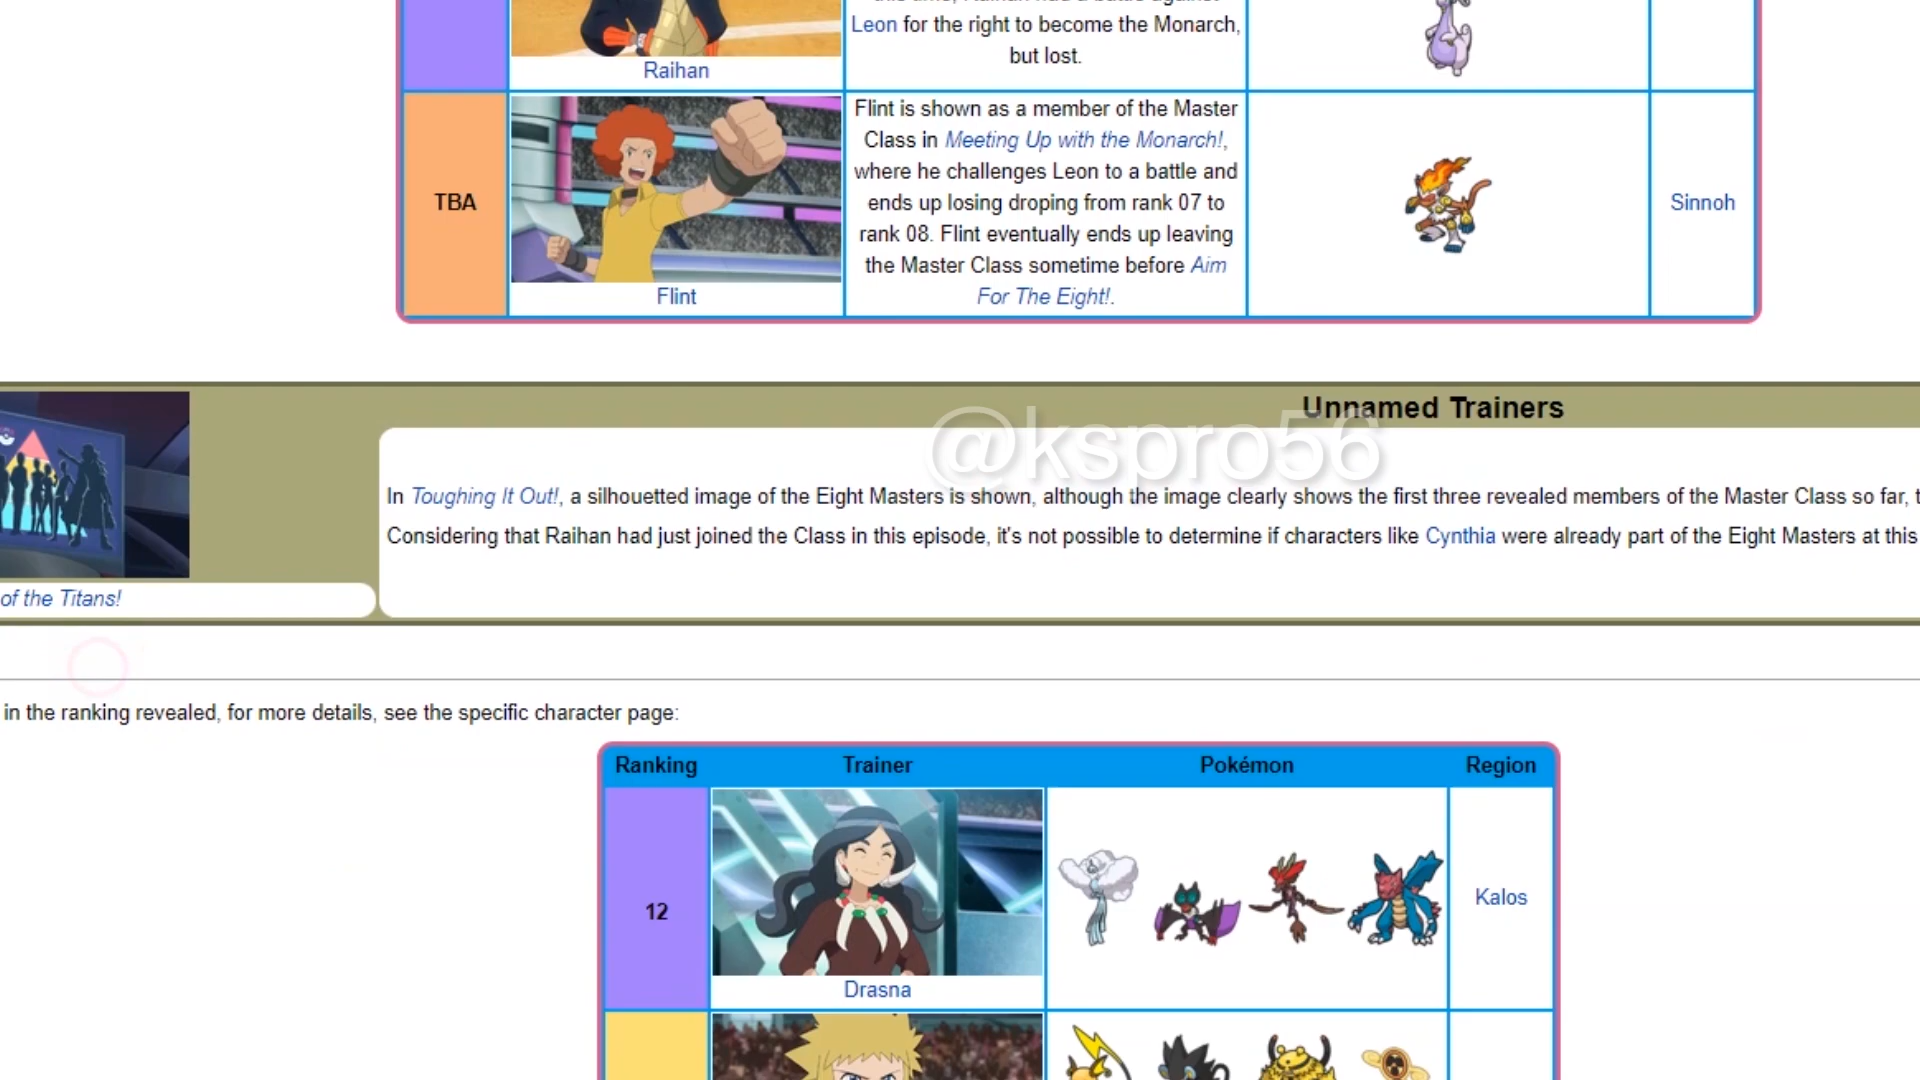 Leon for the right to become the Monarch,
but lost.
Raihan
TBA
Flint
Flint is shown as a member of the Master
Class in Meeting Up with the Monarch!,
where he challenges Leon to a battle and
ends up losing droping from rank 07 to
rank 08. Flint eventually ends up leaving
the Master Class sometime before Aim
For The Eight!.
Sinnoh
Unnamed Trainers
@kspro56
In Toughing It Out!, a silhouetted image of the Eight Masters is shown, although the image clearly shows the first three revealed members of the Master Class so far,
Considering that Raihan had just joined the Class in this episode, it's not possible to determine if characters like Cynthia were already part of the Eight Masters at this
of the Titans!
in the ranking revealed, for more details, see the specific character page:
Ranking Trainer Pokémon Region
12
Drasna
Kalos